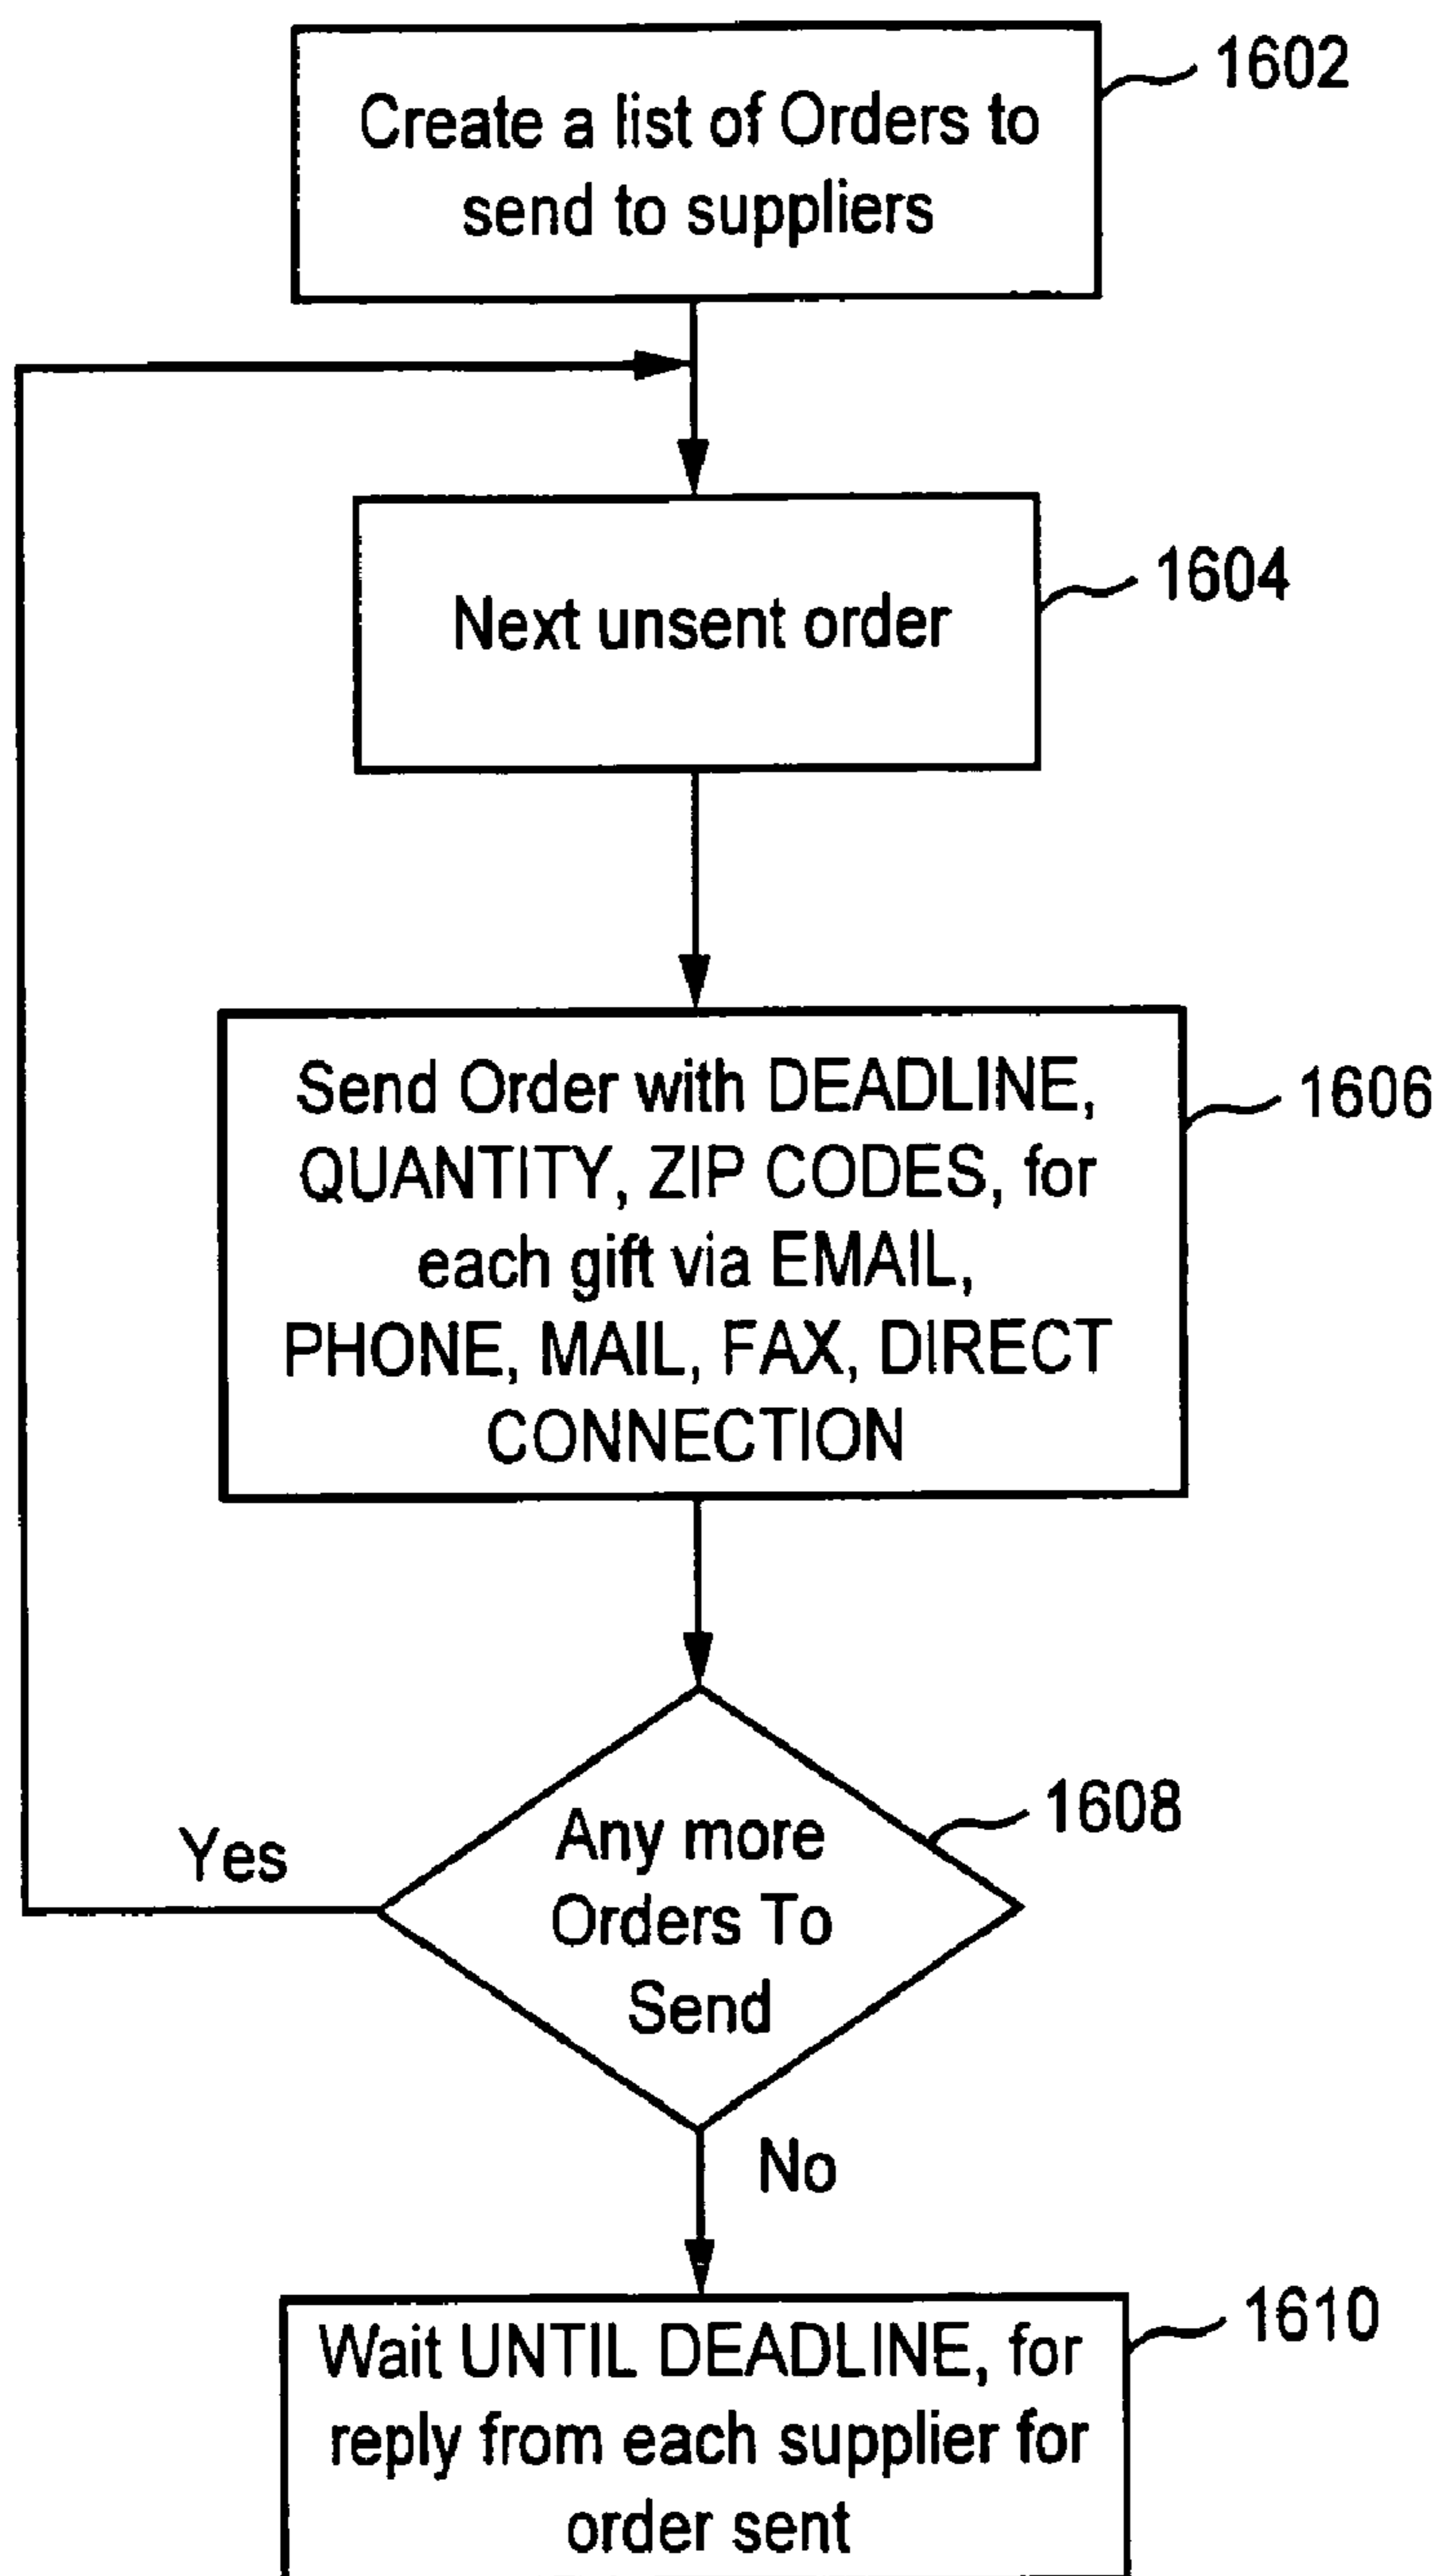 1602
Create a list of Orders to
send to suppliers
1604
Next unsent order
Send Order with DEADLINE,
1606
QUANTITY, ZIP CODES, for
each gift via EMAIL,
PHONE, MAIL, FAX, DIRECT
CONNECTION
1608
Any more
Yes
Orders To
Send
No
1610
Wait UNTIL DEADLINE, for
reply from each supplier for
order sent